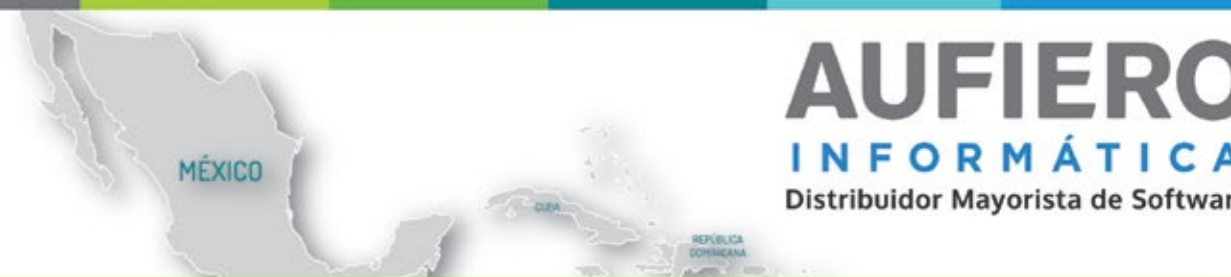 AUFIERO
INFORMÁTICA
Distribuidor Mayorista de Softwar
MÉXICO
CUBA
REPÚBLICA
DOMINICANA